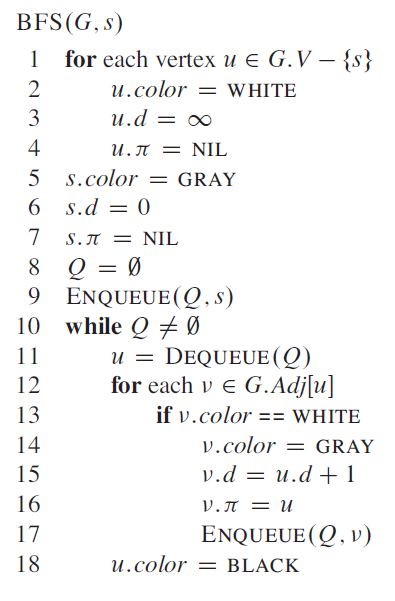 BFS(G, s)
1 for each vertex u ∈ G.V − {s}
2 u.color = WHITE
3 u.d = ∞
4 u.π = NIL
5 s.color = GRAY
6 s.d = 0
7 s.π = NIL
8 Q = Ø
9 ENQUEUE(Q, s)
10 while Q ≠ Ø
11 u = DEQUEUE(Q)
12 for each v ∈ G.Adj[u]
13 if v.color == WHITE
14 v.color = GRAY
15 v.d = u.d + 1
16 v.π = u
17 ENQUEUE(Q, v)
18 u.color = BLACK